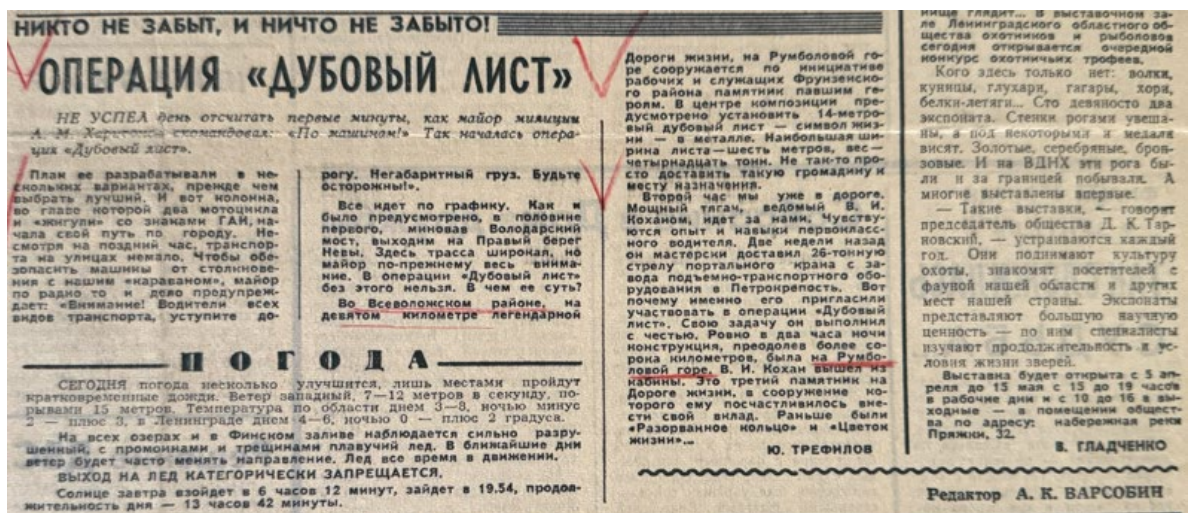 НИКТО НЕ ЗАБЫТ, И НИЧТО НЕ ЗАБЫТО!
ОПЕРАЦИЯ «ДУБОВЫЙ ЛИСТ»
НЕ УСПЕЛ день отсчитать первые минуты, как майор милиции
А. М. Харитонов скомандовал: «По машинам!» Так началась опера-
ция «Дубовый лист».
План ее разрабатывали в не-
скольких вариантах, прежде чем
выбрать лучший. И вот колонна,
во главе которой два мотоцикла
и «жигули» со знаками ГАИ, на-
чала свой путь по городу. Не-
смотря на поздний час, транспор-
та на улицах немало. Чтобы обе-
зопасить машины от столкнове-
ния с нашим «караваном», майор
по радио то и дело предупреж-
дает: «Внимание! Водители всех
видов транспорта, уступите до-
рогу. Негабаритный груз. Будьте
осторожны!».
Все идет по графику. Как и
было предусмотрено, в половине
первого, миновав Володарский
мост, выходим на Правый берег
Невы. Здесь трасса широкая, но
майор по-прежнему весь внима-
ние. В операции «Дубовый лист»
без этого нельзя. В чем ее суть?
Во Всеволожском районе, на
девятом километре легендарной
Дороги жизни, на Румболовой го-
ре сооружается по инициативе
рабочих и служащих Фрунзенско-
го района памятник павшим ге-
роям. В центре композиции пре-
дусмотрено установить 14-метро-
вый дубовый лист — символ жиз-
ни — в металле. Наибольшая ши-
рина листа — шесть метров, вес —
четырнадцать тонн. Не так-то про-
сто доставить такую громадину к
месту назначения.
Второй час мы уже в дороге.
Мощный тягач, ведомый В. И.
Коханом, идет за нами. Чувству-
ются опыт и навыки первокласс-
ного водителя. Две недели назад
он мастерски доставил 26-тонную
стрелу портального крана с за-
вода подъемно-транспортного обо-
рудования в Петрокрепость. Вот
почему именно его пригласили
участвовать в операции «Дубовый
лист». Свою задачу он выполнил
с честью. Ровно в два часа ночи
конструкция, преодолев более со-
рока километров, была на Румбо-
ловой горе. В. И. Кохан вышел из
кабины. Это третий памятник на
Дороге жизни, в сооружение ко-
торого ему посчастливилось вне-
сти свой вклад. Раньше были
«Разорванное кольцо» и «Цветок
жизни»...
Ю. ТРЕФИЛОВ
ПОГОДА
СЕГОДНЯ погода несколько улучшится, лишь местами пройдут
кратковременные дожди. Ветер западный, 7—12 метров в секунду, по-
рывами 15 метров. Температура по области днем 3—8, ночью минус
2 — плюс 3, в Ленинграде днем 4—6, ночью 0 — плюс 2 градуса.
На всех озерах и в Финском заливе наблюдается сильно разру-
шенный, с промоинами и трещинами плавучий лед. В ближайшие дни
ветер будет часто менять направление. Лед все время в движении.
ВЫХОД НА ЛЕД КАТЕГОРИЧЕСКИ ЗАПРЕЩАЕТСЯ.
Солнце завтра взойдет в 6 часов 12 минут, зайдет в 19.54, продол-
жительность дня — 13 часов 42 минуты.
нище глядит... В выставочном за-
ле Ленинградского областного об-
щества охотников и рыболовов
сегодня открывается очередной
конкурс охотничьих трофеев.
Кого здесь только нет: волки,
куницы, глухари, гагары, хори,
белки-летяги... Сто девяносто два
экспоната. Стенки рогами увеша-
ны, а под некоторыми и медали
висят. Золотые, серебряные, брон-
зовые. И на ВДНХ эти рога бы-
ли и за границей побывали. А
многие выставлены впервые.
— Такие выставки, — говорит
председатель общества Д. К. Тар-
новский, — устраиваются каждый
год. Они поднимают культуру
охоты, знакомят посетителей с
фауной нашей области и других
мест нашей страны. Экспонаты
представляют большую научную
ценность — по ним специалисты
изучают продолжительность и ус-
ловия жизни зверей.
Выставка будет открыта с 5 ап-
реля до 15 мая с 15 до 19 часов
в рабочие дни и с 10 до 16 в вы-
ходные — в помещении общест-
ва по адресу: набережная реки
Пряжки, 32.
В. ГЛАДЧЕНКО
Редактор А. К. ВАРСОБИН